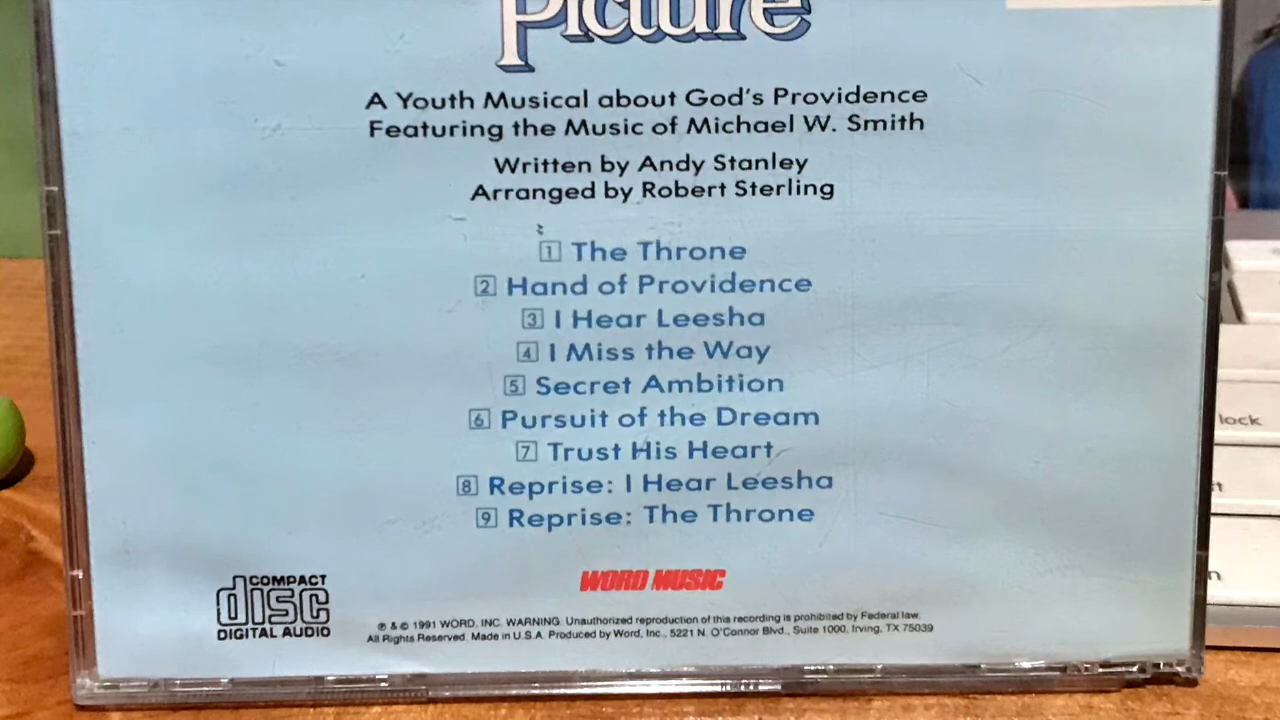 Picture
A Youth Musical about God's Providence
Featuring the Music of Michael W. Smith
Written by Andy Stanley
Arranged by Robert Sterling
1 The Throne
2 Hand of Providence
3 I Hear Leesha
4 I Miss the Way
5 Secret Ambition
6 Pursuit of the Dream
7 Trust His Heart
8 Reprise: I Hear Leesha
9 Reprise: The Throne
COMPACT
disc
DIGITAL AUDIO
WORD MUSIC
℗ & © 1991 WORD, INC. WARNING. Unauthorized reproduction of this recording is prohibited by Federal law.
All Rights Reserved. Made in U.S.A. Produced by Word, Inc., 5221 N. O'Connor Blvd., Suite 1000, Irving, TX 75039
lock